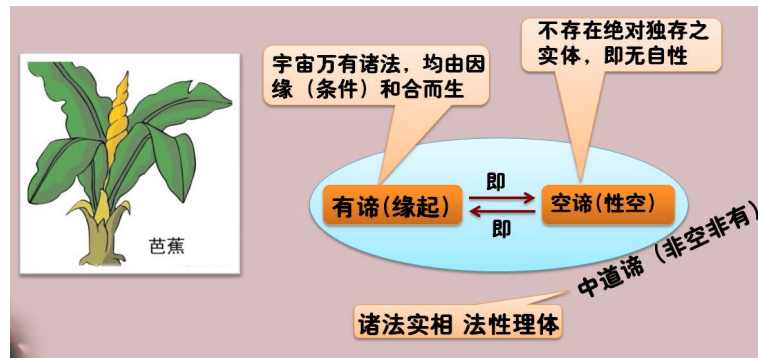 不存在绝对独存之
实体，即无自性
宇宙万有诸法，均由因
缘（条件）和合而生
芭蕉
有谛(缘起)
即
即
空谛(性空)
中道谛（非空非有）
诸法实相 法性理体